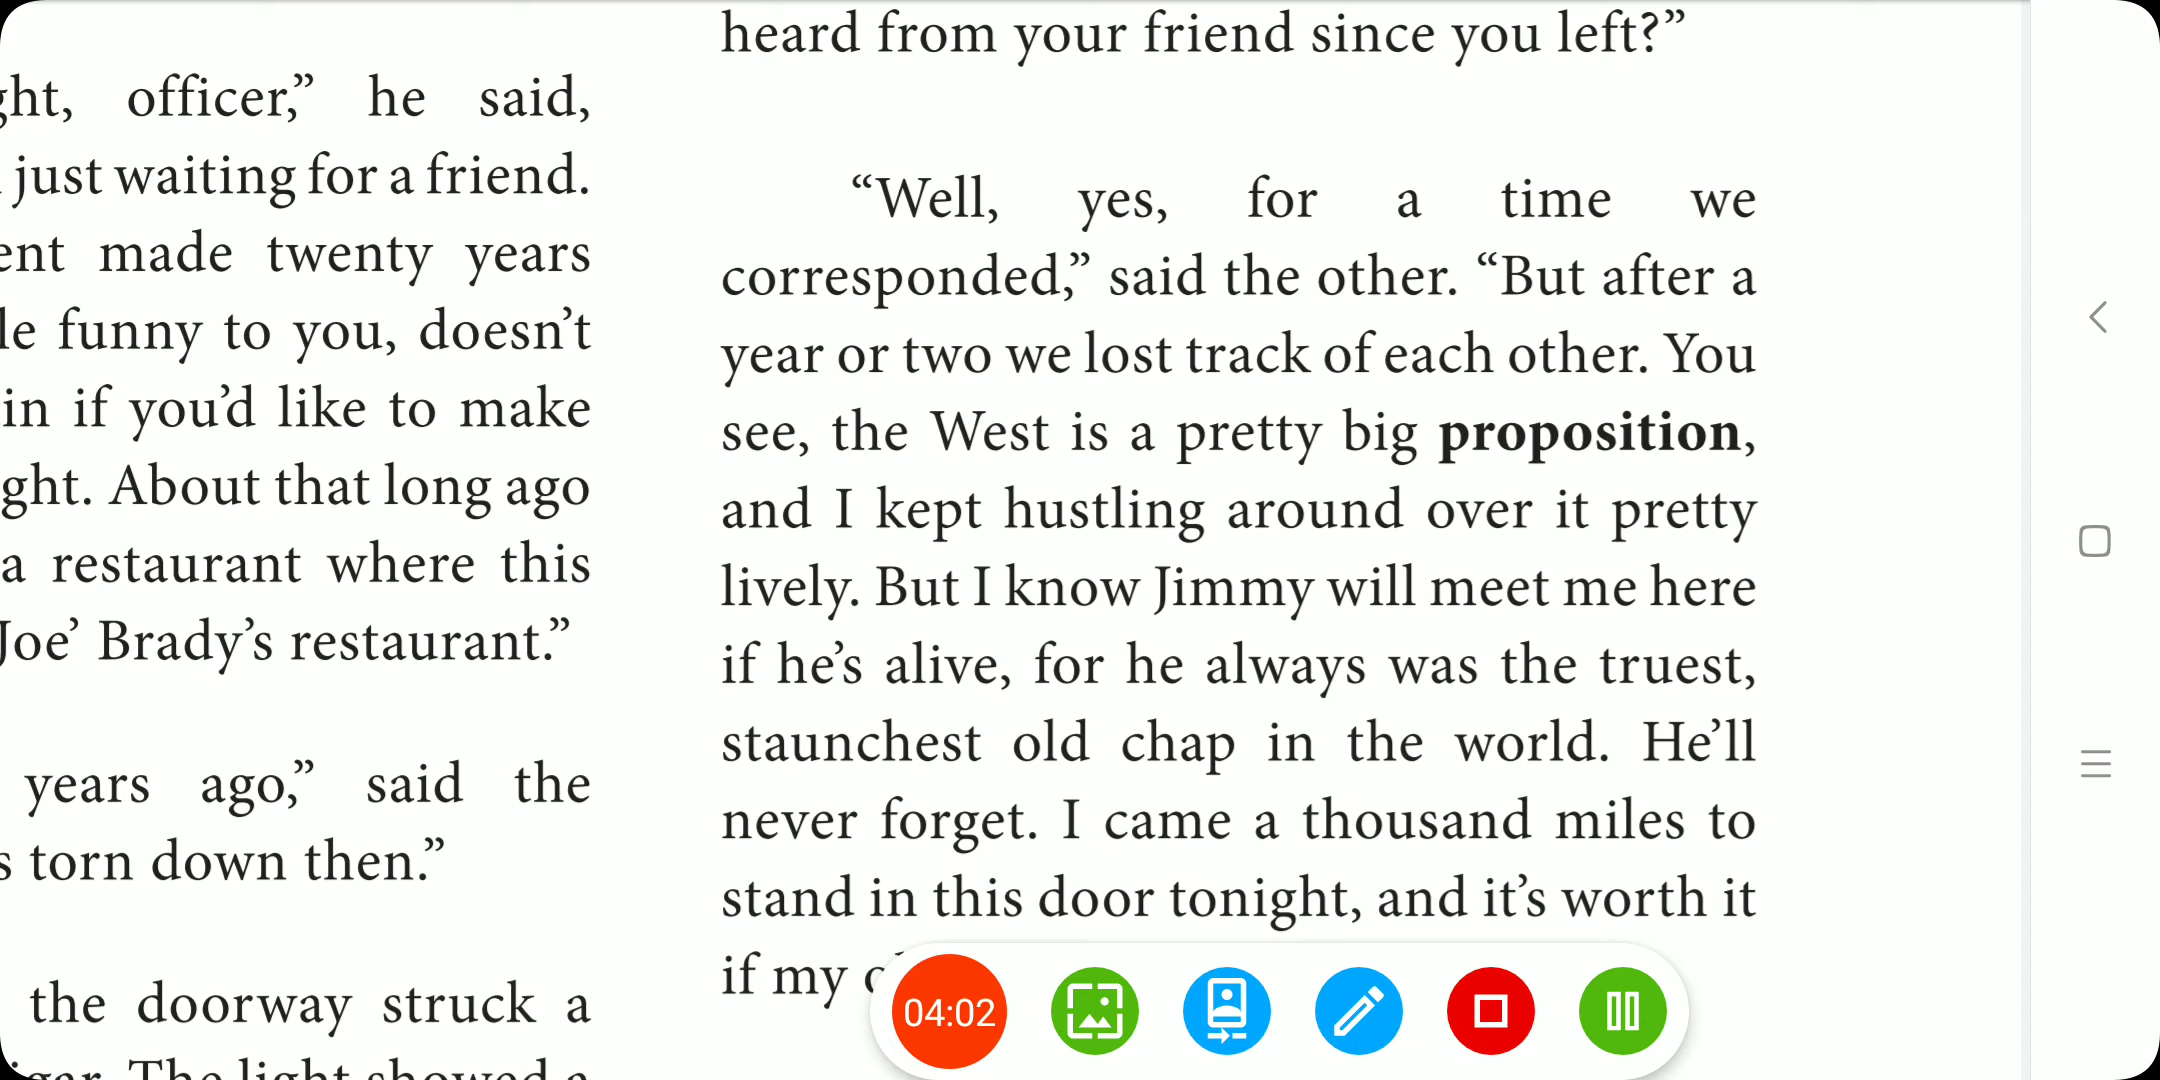 officer,” he said,
just waiting for a friend.
made twenty years
funny to you, doesn’t
in if you’d like to make
About that long ago
a restaurant where this
Joe’ Brady’s restaurant.”
years ago,” said the
torn down then.”
the doorway struck a
The light showed a
heard from your friend since you left?”
“Well, yes, for a time we
corresponded,” said the other. “But after a
year or two we lost track of each other. You
see, the West is a pretty big proposition,
and I kept hustling around over it pretty
lively. But I know Jimmy will meet me here
if he’s alive, for he always was the truest,
staunchest old chap in the world. He’ll
never forget. I came a thousand miles to
stand in this door tonight, and it’s worth it
if my
04:02